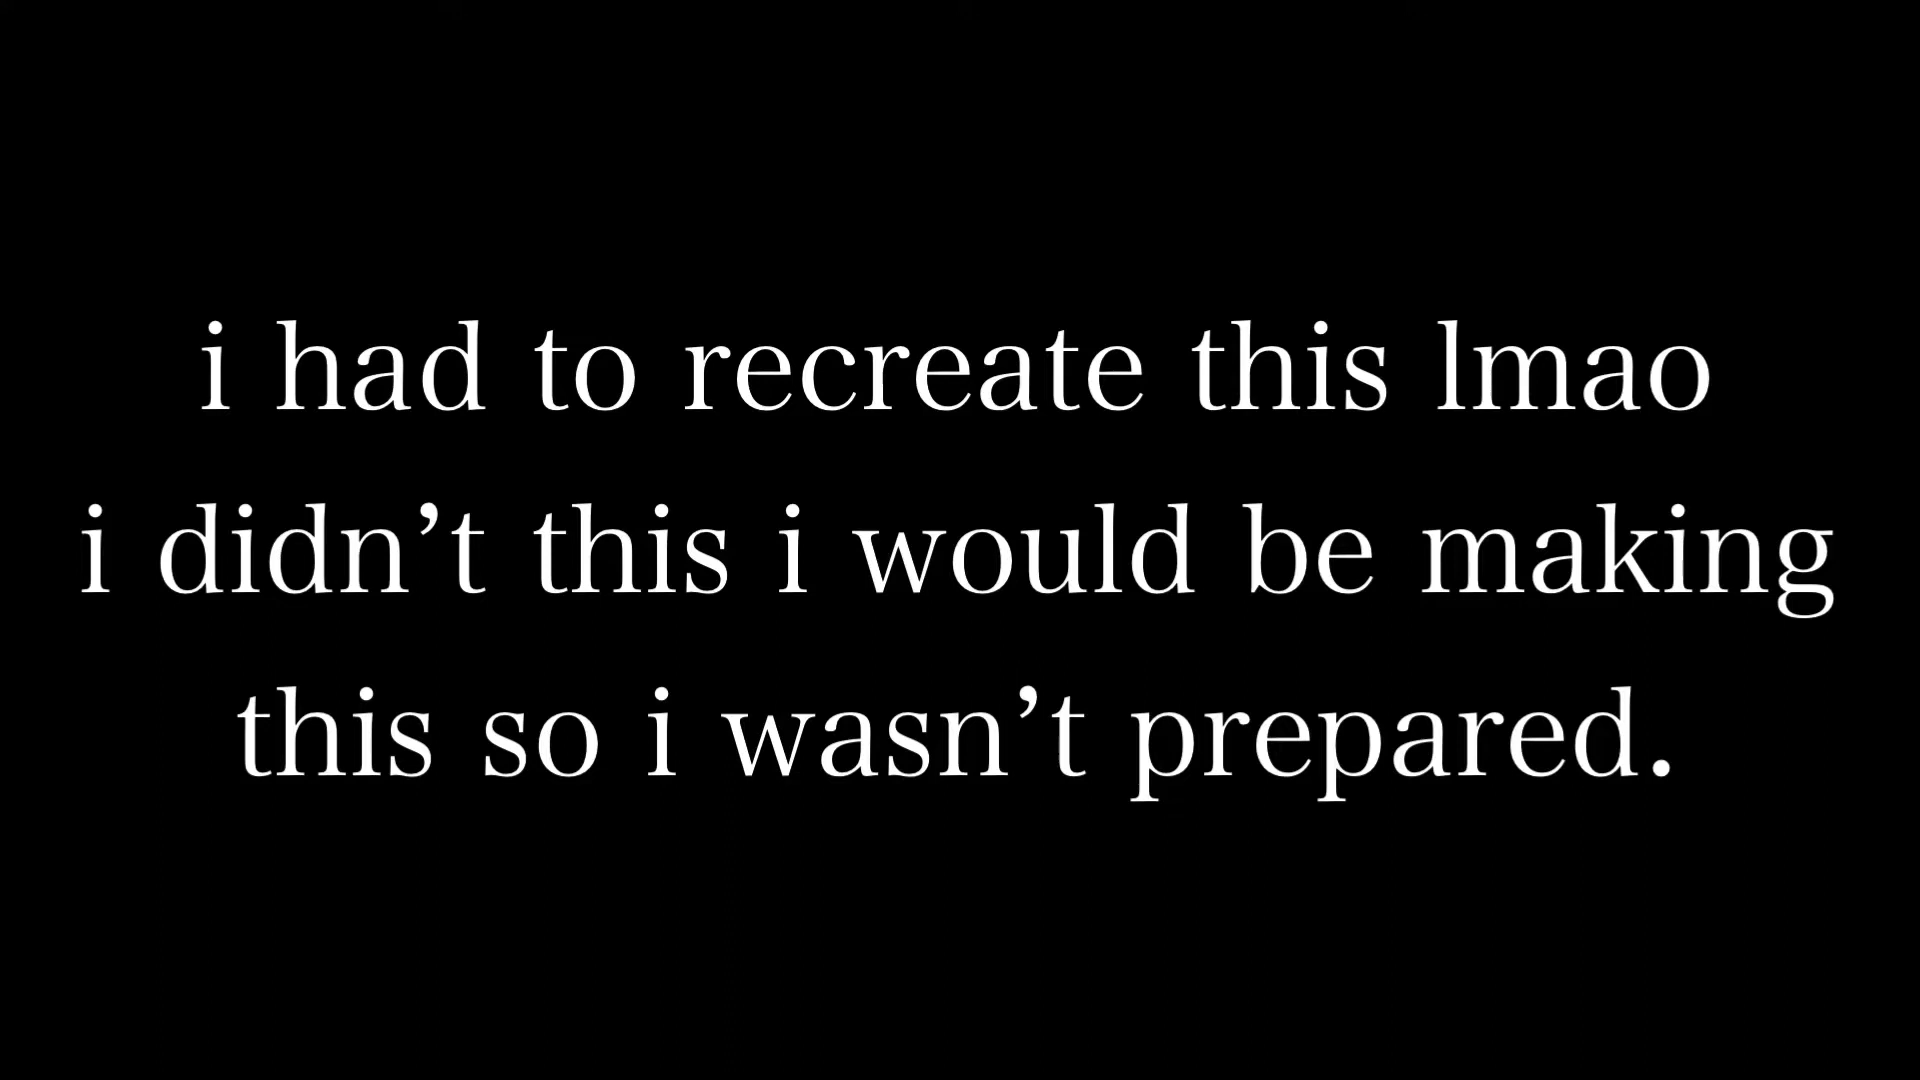 i had to recreate this lmao
i didn’t this i would be making
this so i wasn’t prepared.